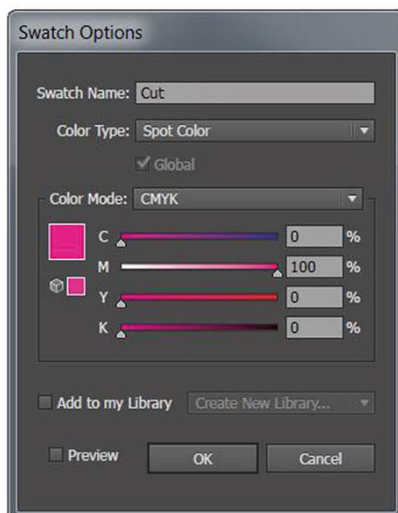 Swatch Options
Swatch Name: Cut
Color Type: Spot Color
Global
Color Mode: CMYK
C 0 %
M 100 %
Y 0 %
K 0 %
Add to my Library Create New Library...
Preview OK Cancel